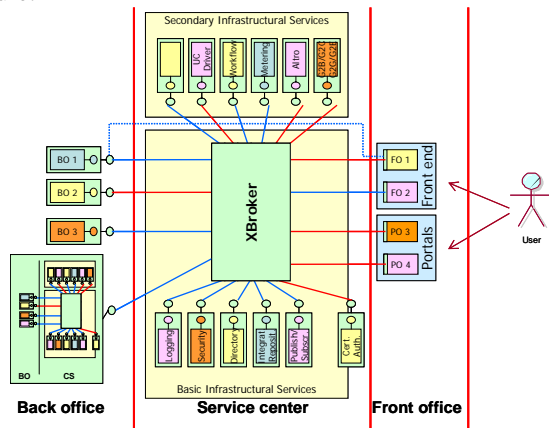 Secondary Infrastructural Services
UC
Driver
Workflow
Metering
Altro
G2B/G2C
G2G/G2E
BO 1
BO 2
BO 3
XBroker
FO 1
FO 2
Front end
PO 3
PO 4
Portals
User
BO
CS
Logging
Security
Directory
Integrat
Reposit.
Publish/
Subscr.
Cert.
Auth.
Basic Infrastructural Services
Back office
Service center
Front office